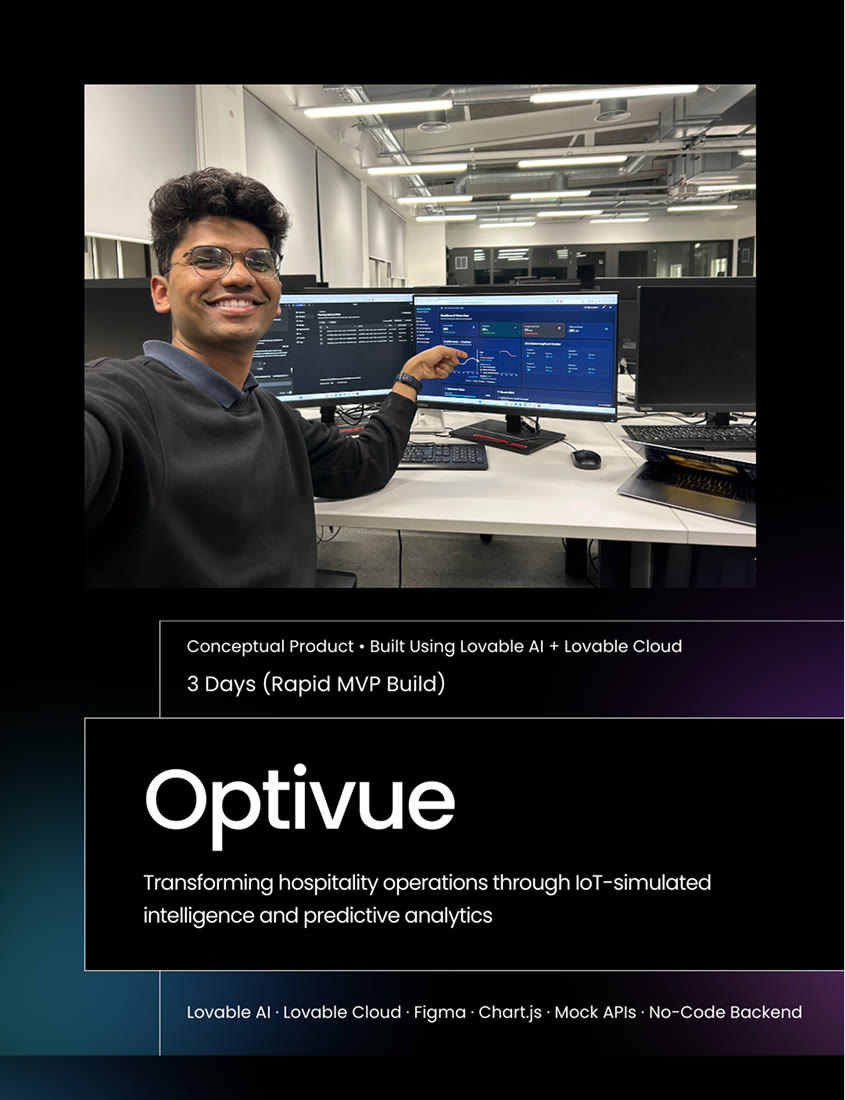 Conceptual Product • Built Using Lovable AI + Lovable Cloud
3 Days (Rapid MVP Build)
Optivue
Transforming hospitality operations through IoT-simulated
intelligence and predictive analytics
Lovable AI · Lovable Cloud · Figma · Chart.js · Mock APIs · No-Code Backend